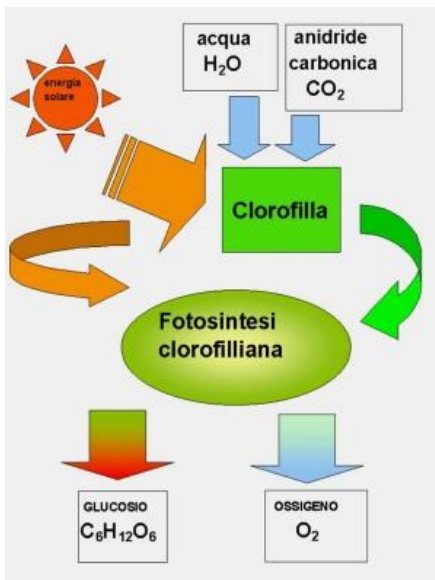 energia
solare
acqua
H₂O
anidride
carbonica
CO₂
Clorofilla
Fotosintesi
clorofilliana
GLUCOSIO
C₆H₁₂O₆
OSSIGENO
O₂